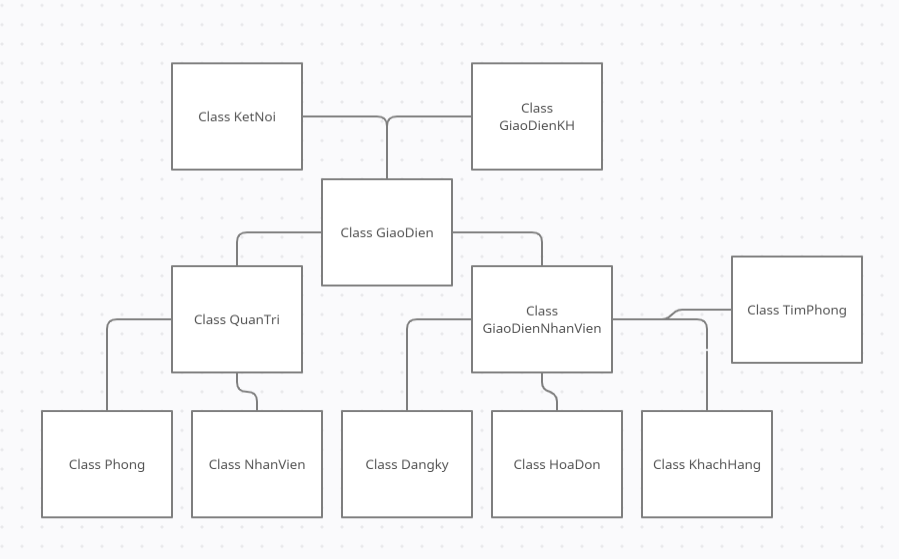 Class KetNoi
Class
GiaoDienKH
Class GiaoDien
Class QuanTri
Class
GiaoDienNhanVien
Class TimPhong
Class Phong
Class NhanVien
Class Dangky
Class HoaDon
Class KhachHang